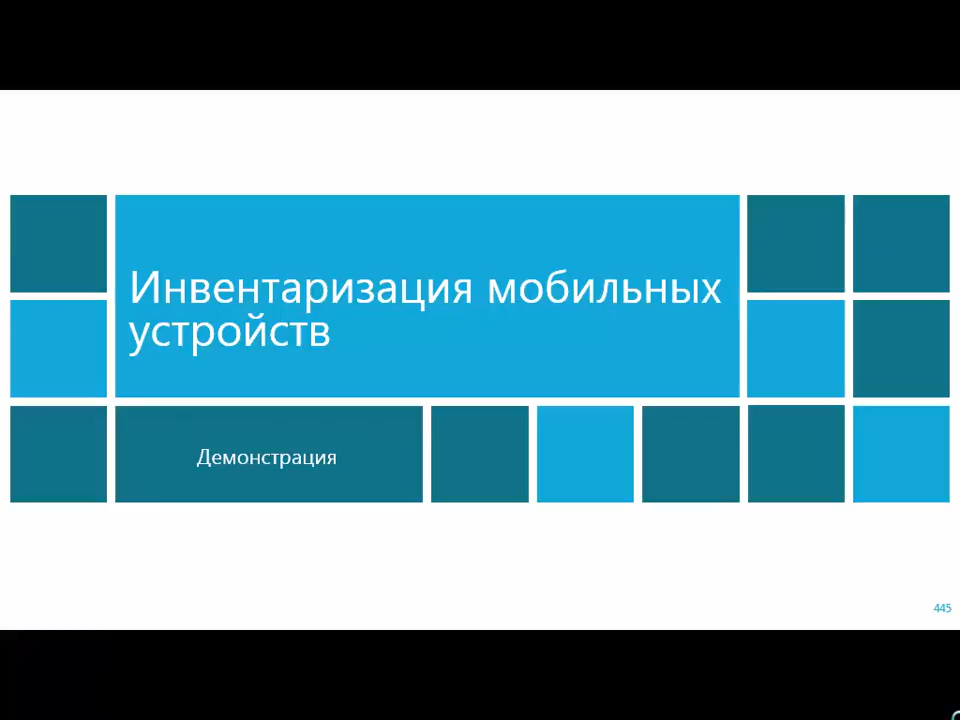 Инвентаризация мобильных
устройств
Демонстрация
445